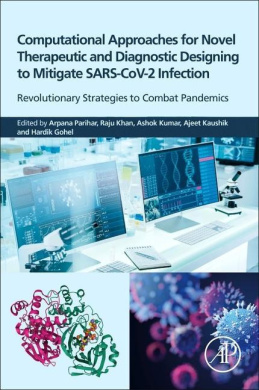 Computational Approaches for Novel
Therapeutic and Diagnostic Designing
to Mitigate SARS-CoV-2 Infection
Revolutionary Strategies to Combat Pandemics
Edited by Arpana Parihar, Raju Khan, Ashok Kumar, Ajeet Kaushik
and Hardik Gohel
AP